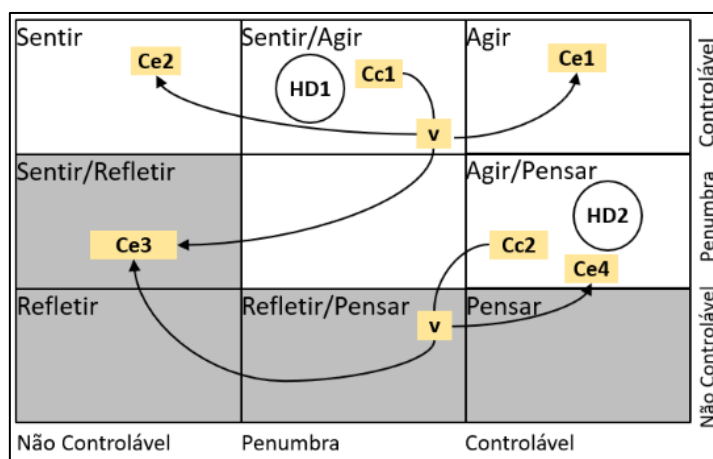 Sentir
Sentir/Agir
Agir
Ce2
HD1
Cc1
Ce1
v
Controlável
Sentir/Refletir
Agir/Pensar
Ce3
HD2
Cc2
Ce4
Penumbra
Refletir
Refletir/Pensar
Pensar
v
Não Controlável
Não Controlável
Penumbra
Controlável